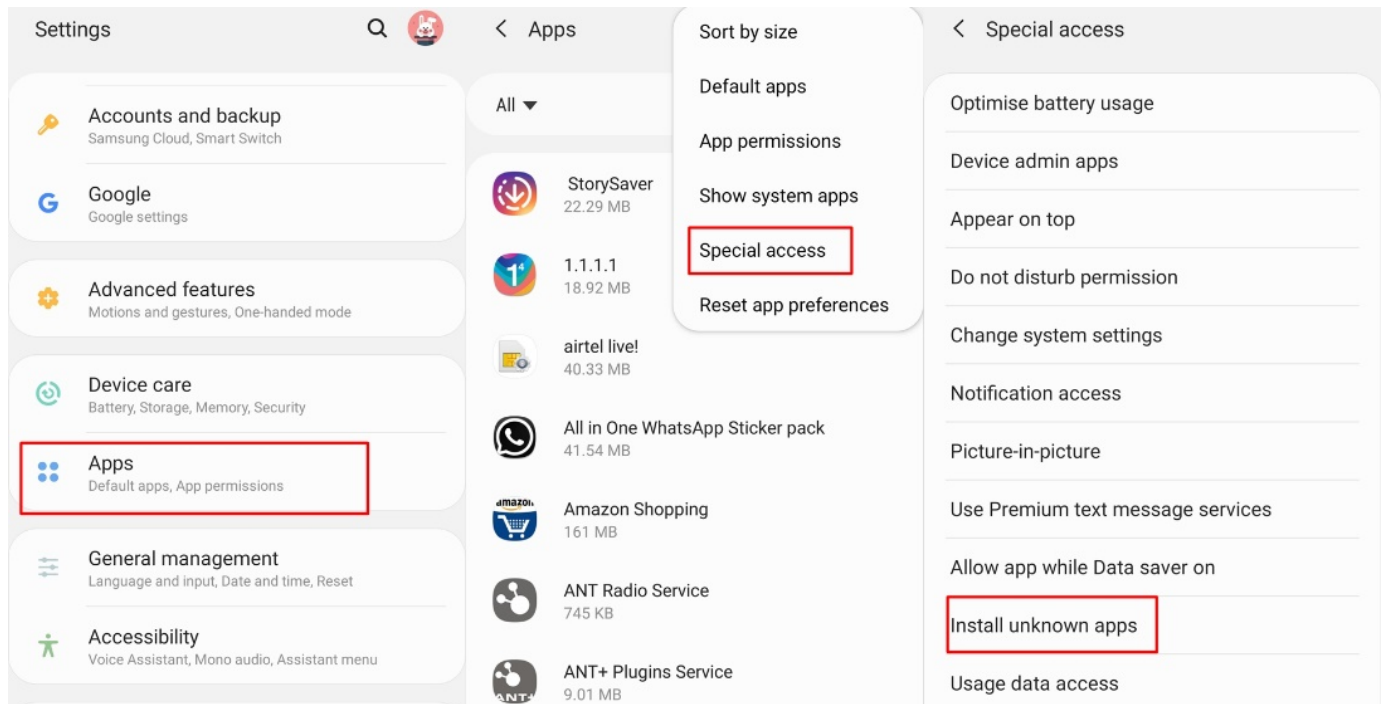 Settings
Accounts and backup
Samsung Cloud, Smart Switch
G
Google
Google settings
Advanced features
Motions and gestures, One-handed mode
Device care
Battery, Storage, Memory, Security
Apps
Default apps, App permissions
General management
Language and input, Date and time, Reset
Accessibility
Voice Assistant, Mono audio, Assistant menu
Apps
All
StorySaver
22.29 MB
1⁴
1.1.1.1
18.92 MB
airtel live!
40.33 MB
All in One WhatsApp Sticker pack
41.54 MB
amazon
Amazon Shopping
161 MB
ANT Radio Service
745 KB
ANT+
ANT+ Plugins Service
9.01 MB
Sort by size
Default apps
App permissions
Show system apps
Special access
Reset app preferences
Special access
Optimise battery usage
Device admin apps
Appear on top
Do not disturb permission
Change system settings
Notification access
Picture-in-picture
Use Premium text message services
Allow app while Data saver on
Install unknown apps
Usage data access